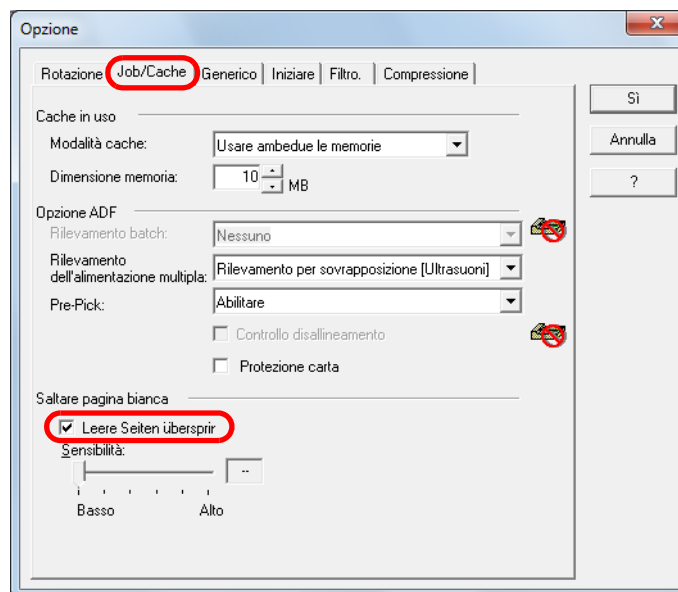 Opzione
Rotazione Job/Cache Generico Iniziare Filtro. Compressione
Sì
Cache in uso
Modalità cache: Usare ambedue le memorie
Annulla
Dimensione memoria: 10 MB
?
Opzione ADF
Rilevamento batch: Nessuno
Rilevamento
dell'alimentazione multipla: Rilevamento per sovrapposizione [Ultrasuoni]
Pre-Pick: Abilitare
Controllo disallineamento
Protezione carta
Saltare pagina bianca
Leere Seiten überspr
Sensibilità:
--
Basso Alto